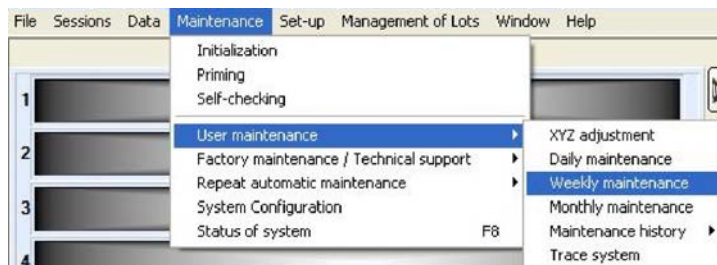 File Sessions Data Maintenance Set-up Management of Lots Window Help
Initialization
Priming
Self-checking
User maintenance
Factory maintenance / Technical support
Repeat automatic maintenance
System Configuration
Status of system F8
XYZ adjustment
Daily maintenance
Weekly maintenance
Monthly maintenance
Maintenance history
Trace system
1
2
3
4